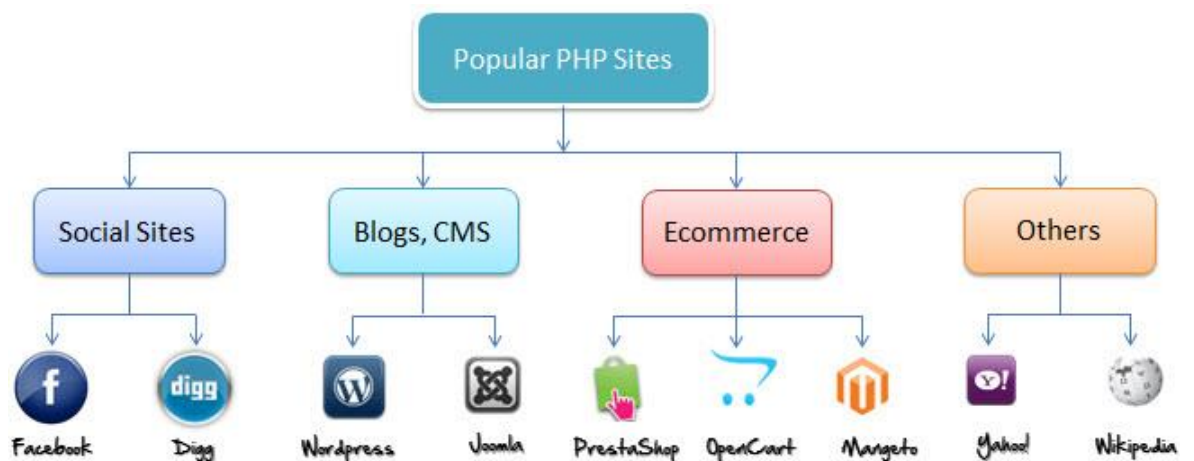 Popular PHP Sites
Social Sites
Blogs, CMS
Ecommerce
Others
f
digg
W
Y!
Facebook
Digg
Wordpress
Joomla
PrestaShop
OpenCart
Mangeto
Yahoo!
Wikipedia